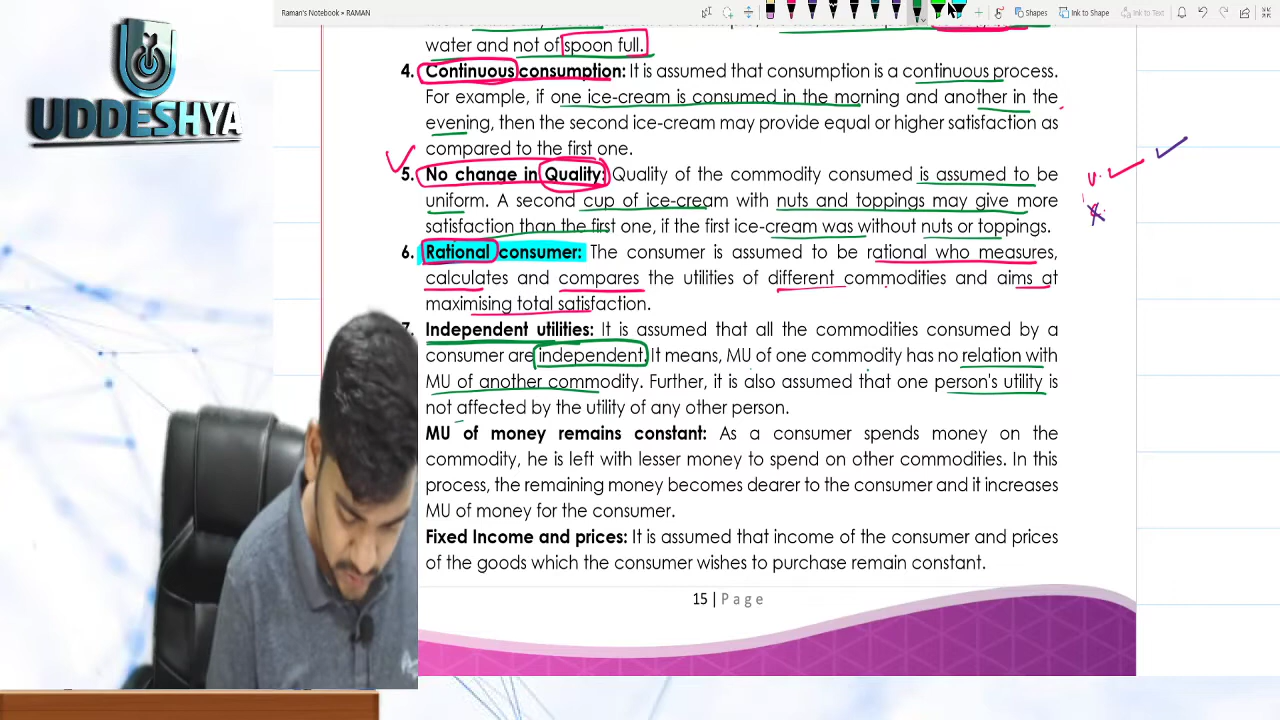 Raman's Notebook » RAMAN
Shapes
Ink to Shape
Ink to Text
UDDESHYA
water and not of spoon full.
4. Continuous consumption: It is assumed that consumption is a continuous process.
For example, if one ice-cream is consumed in the morning and another in the
evening, then the second ice-cream may provide equal or higher satisfaction as
compared to the first one.
5. No change in Quality: Quality of the commodity consumed is assumed to be
uniform. A second cup of ice-cream with nuts and toppings may give more
satisfaction than the first one, if the first ice-cream was without nuts or toppings.
6. Rational consumer: The consumer is assumed to be rational who measures,
calculates and compares the utilities of different commodities and aims at
maximising total satisfaction.
7. Independent utilities: It is assumed that all the commodities consumed by a
consumer are independent. It means, MU of one commodity has no relation with
MU of another commodity. Further, it is also assumed that one person's utility is
not affected by the utility of any other person.
MU of money remains constant: As a consumer spends money on the
commodity, he is left with lesser money to spend on other commodities. In this
process, the remaining money becomes dearer to the consumer and it increases
MU of money for the consumer.
Fixed Income and prices: It is assumed that income of the consumer and prices
of the goods which the consumer wishes to purchase remain constant.
15 | Page